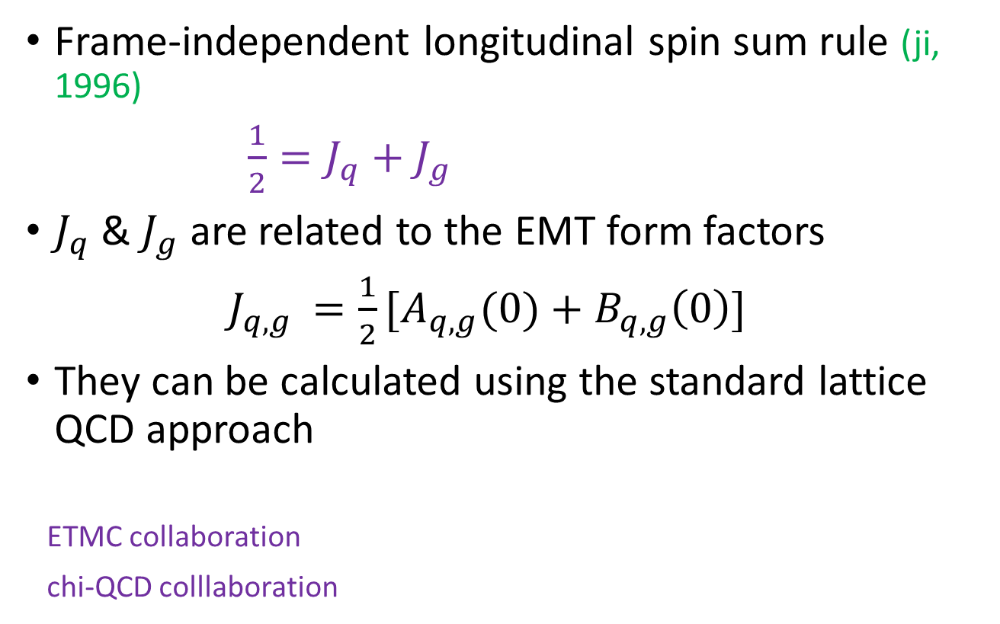 • Frame-independent longitudinal spin sum rule (ji,
1996)
1/2 = J_q + J_g
• J_q & J_g are related to the EMT form factors
J_{q,g} = 1/2 [A_{q,g}(0) + B_{q,g}(0)]
• They can be calculated using the standard lattice
QCD approach
ETMC collaboration
chi-QCD colllaboration